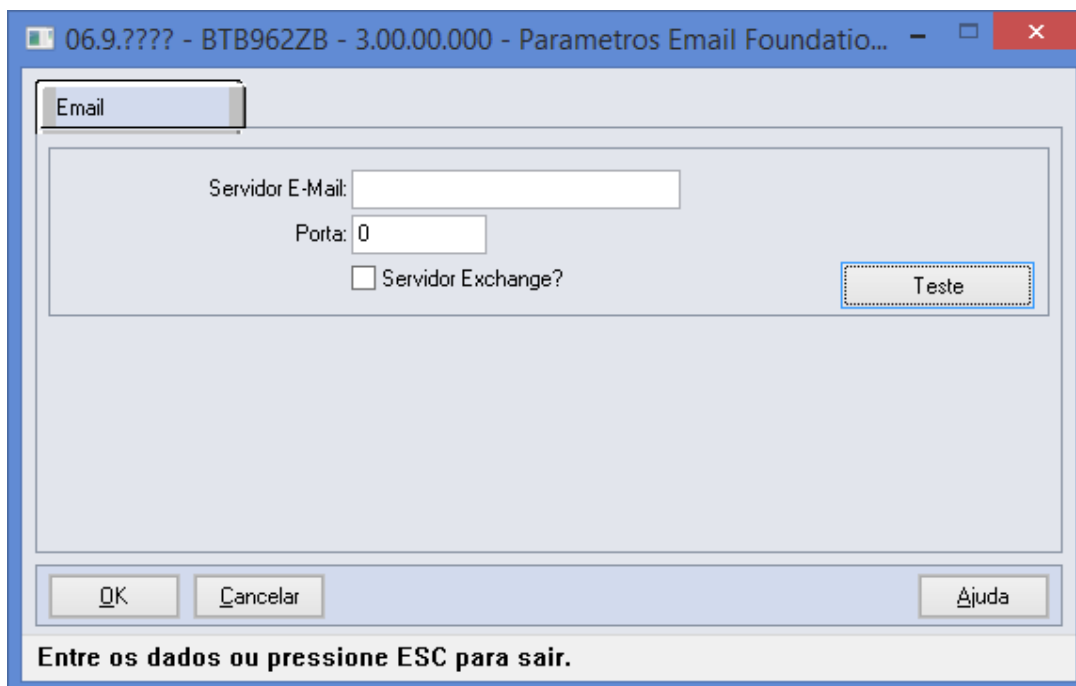 06.9.???? - BTB962ZB - 3.00.00.000 - Parametros Email Foundatio...
Email
Servidor E-Mail:
Porta: 0
Servidor Exchange?
Teste
OK Cancelar Ajuda
Entre os dados ou pressione ESC para sair.